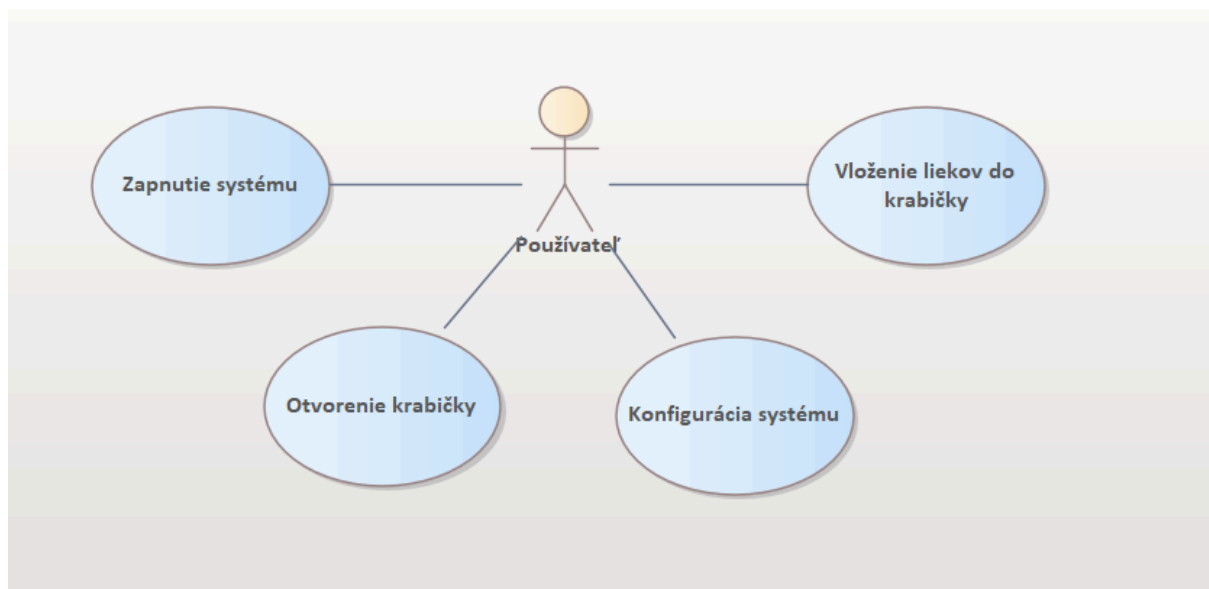 Zapnutie systému
Vloženie liekov do
krabičky
Používateľ
Otvorenie krabičky
Konfigurácia systému